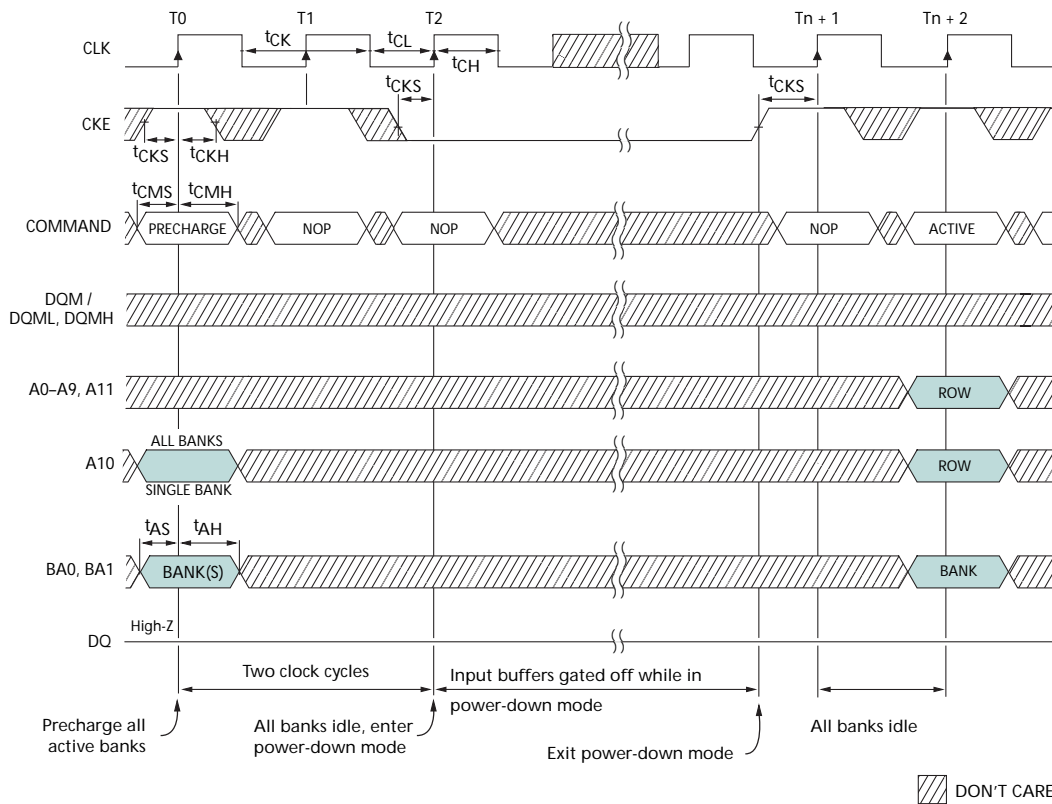 T0 T1 T2 Tn + 1 Tn + 2
CLK
tCK tCL
tCH
tCKS tCKS
CKE
tCKS tCKH
tCMS tCMH
COMMAND PRECHARGE NOP NOP NOP ACTIVE
DQM /
DQML, DQMH
A0–A9, A11 ROW
ALL BANKS
A10 ROW
SINGLE BANK
tAS tAH
BA0, BA1 BANK(S) BANK
High-Z
DQ
Two clock cycles
Input buffers gated off while in
power-down mode
Precharge all
active banks
All banks idle, enter
power-down mode
Exit power-down mode
All banks idle
DON'T CARE